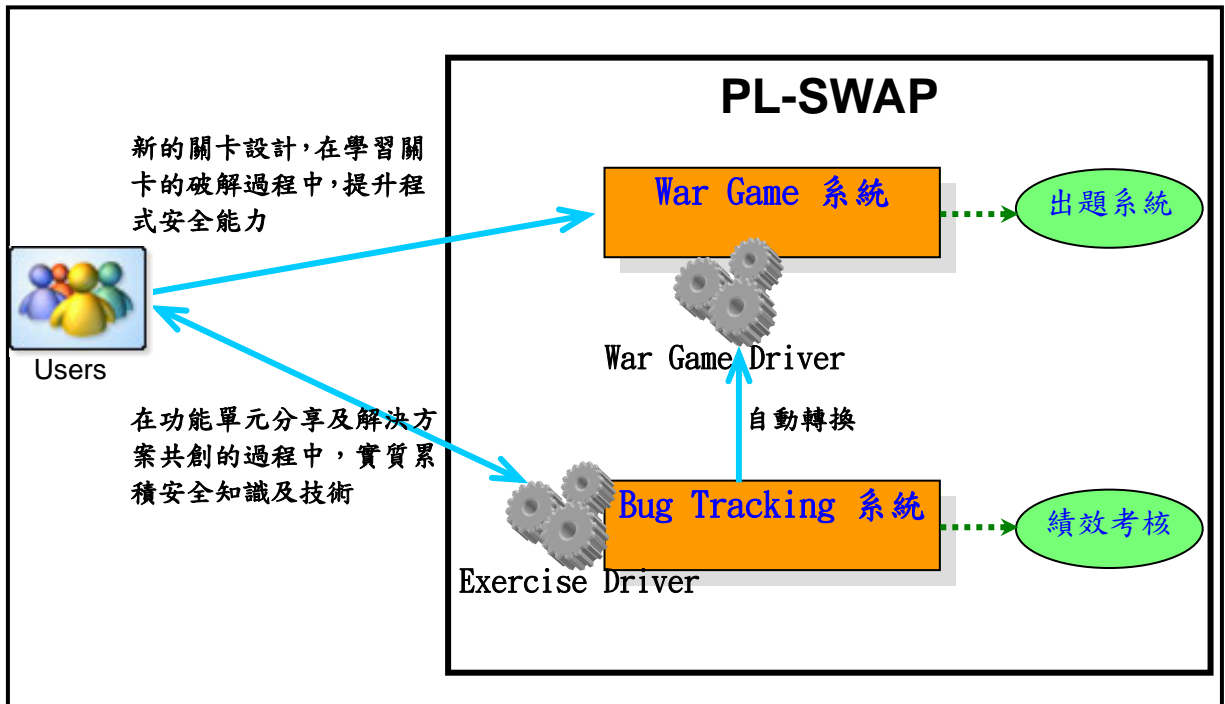 PL-SWAP
新的關卡設計,在學習關
卡的破解過程中,提升程
式安全能力
War Game 系統
出題系統
Users
War Game Driver
自動轉換
在功能單元分享及解決方
案共創的過程中,實質累
積安全知識及技術
Bug Tracking 系統
績效考核
Exercise Driver